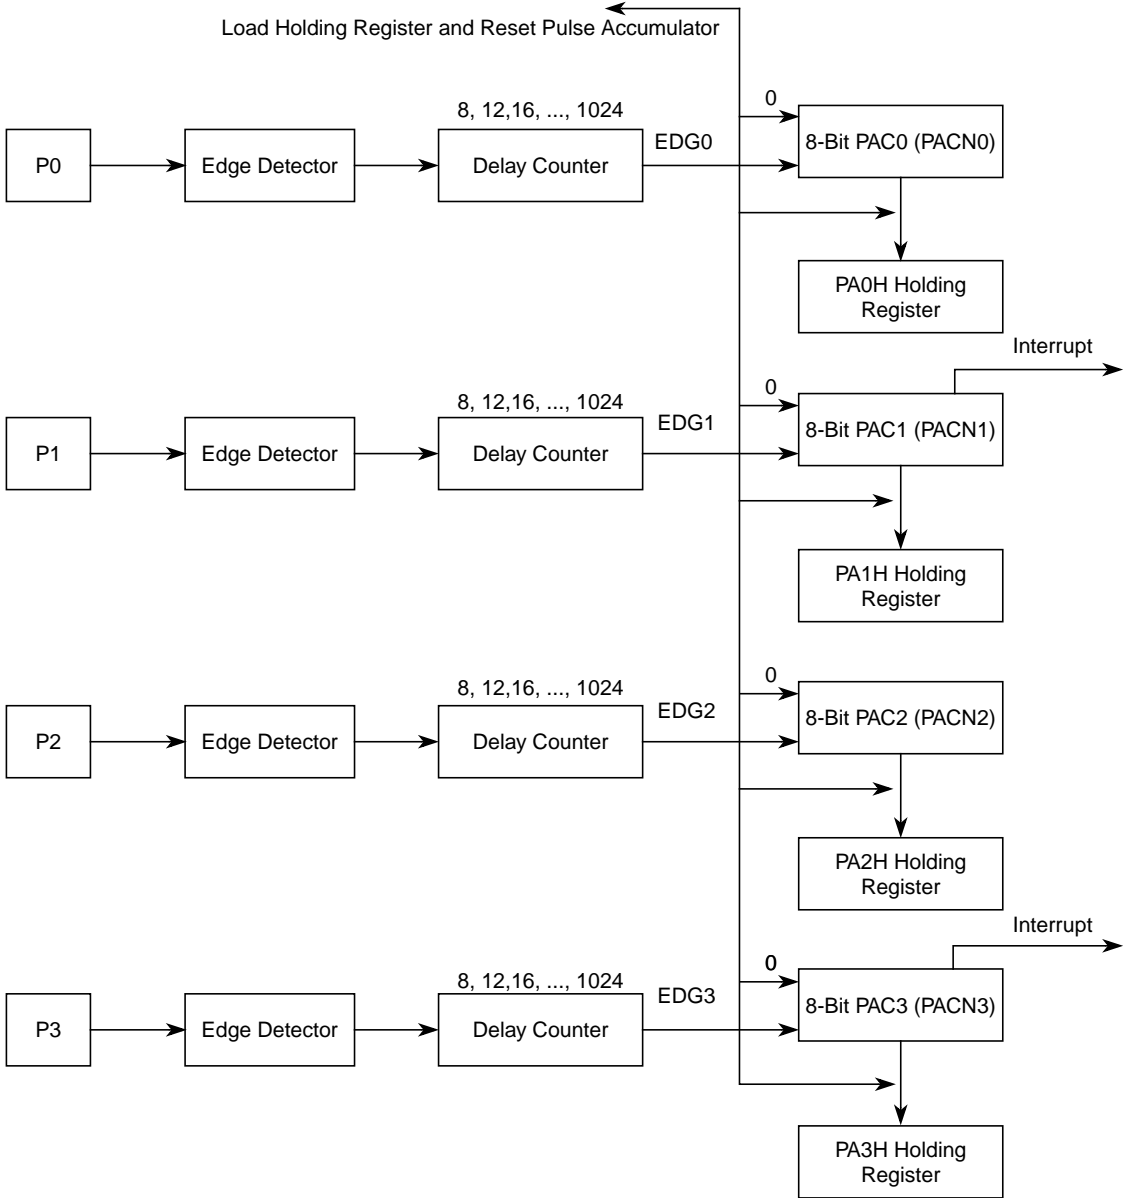 Load Holding Register and Reset Pulse Accumulator
8, 12,16, ..., 1024
0
P0
Edge Detector
Delay Counter
EDG0
8-Bit PAC0 (PACN0)
PA0H Holding
Register
Interrupt
8, 12,16, ..., 1024
0
P1
Edge Detector
Delay Counter
EDG1
8-Bit PAC1 (PACN1)
PA1H Holding
Register
8, 12,16, ..., 1024
0
P2
Edge Detector
Delay Counter
EDG2
8-Bit PAC2 (PACN2)
PA2H Holding
Register
Interrupt
8, 12,16, ..., 1024
0
P3
Edge Detector
Delay Counter
EDG3
8-Bit PAC3 (PACN3)
PA3H Holding
Register